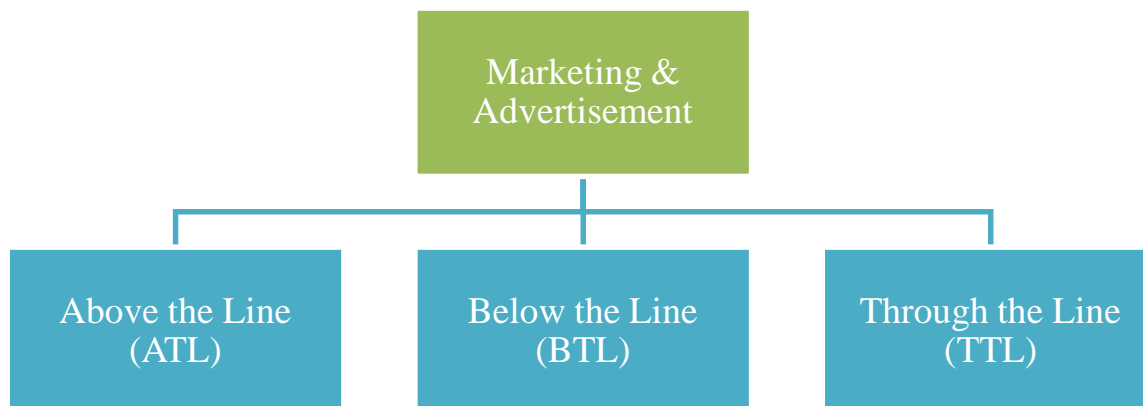 Marketing &
Advertisement
Above the Line
(ATL)
Below the Line
(BTL)
Through the Line
(TTL)